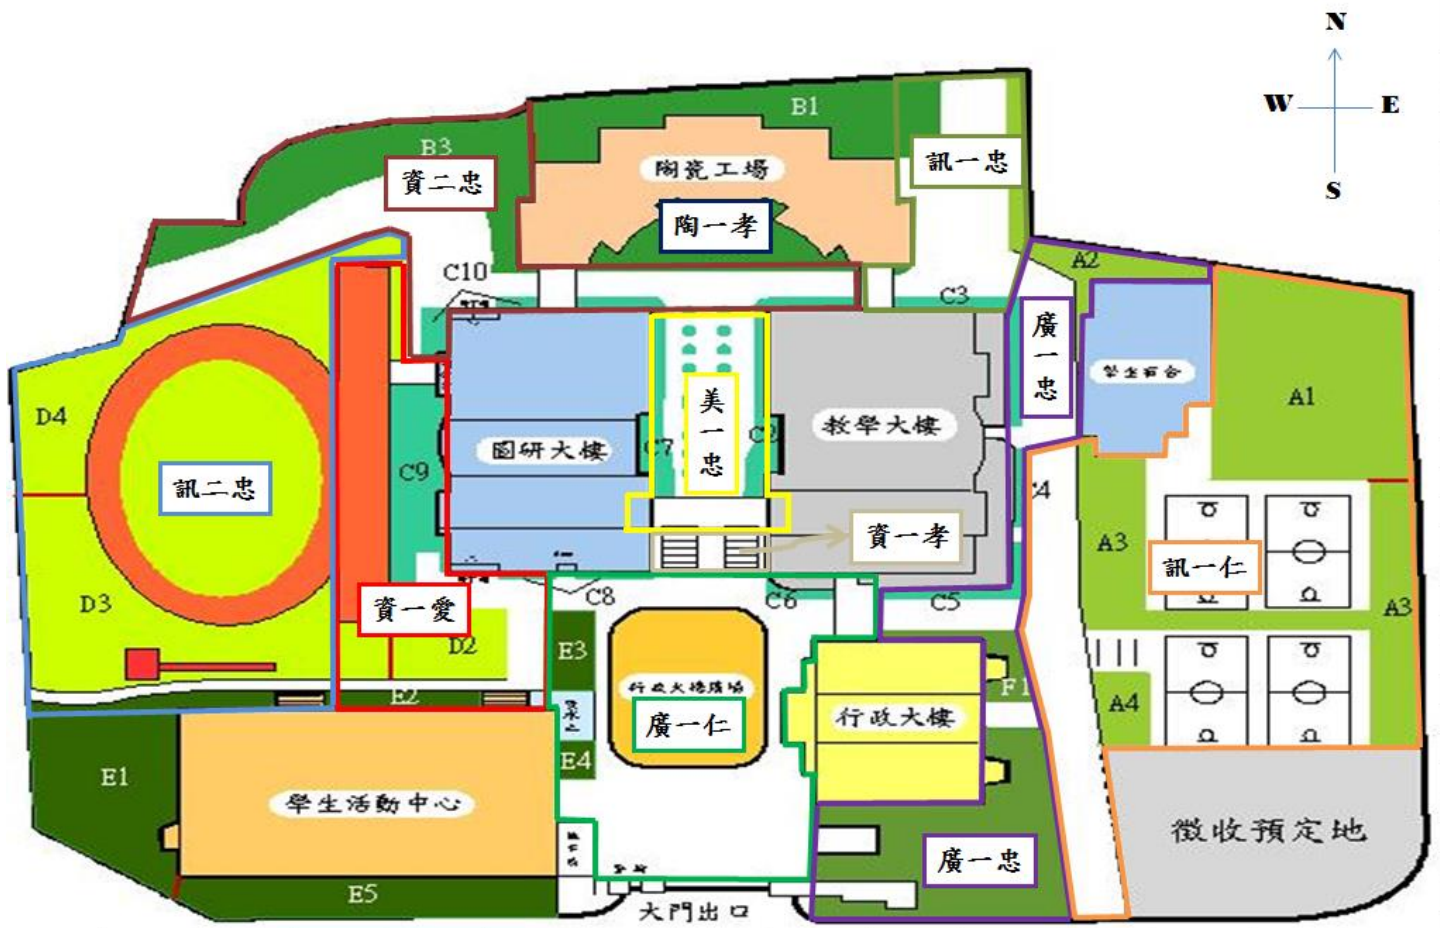 N
W E
S
B1
B3
陶瓷工場
訊一忠
資二忠
陶一孝
A2
C10
C3
廣一忠
學生宿舍
A1
美一忠
教學大樓
D4
圖研大樓
C7
C2
C9
訊二忠
C4
資一孝
A3
訊一仁
D3
資一愛
C8
C6
C5
A3
D2
E3
E2
行政大樓廣場
F1
廣一仁
行政大樓
A4
E4
E1
學生活動中心
廣一忠
徵收預定地
E5
大門出口